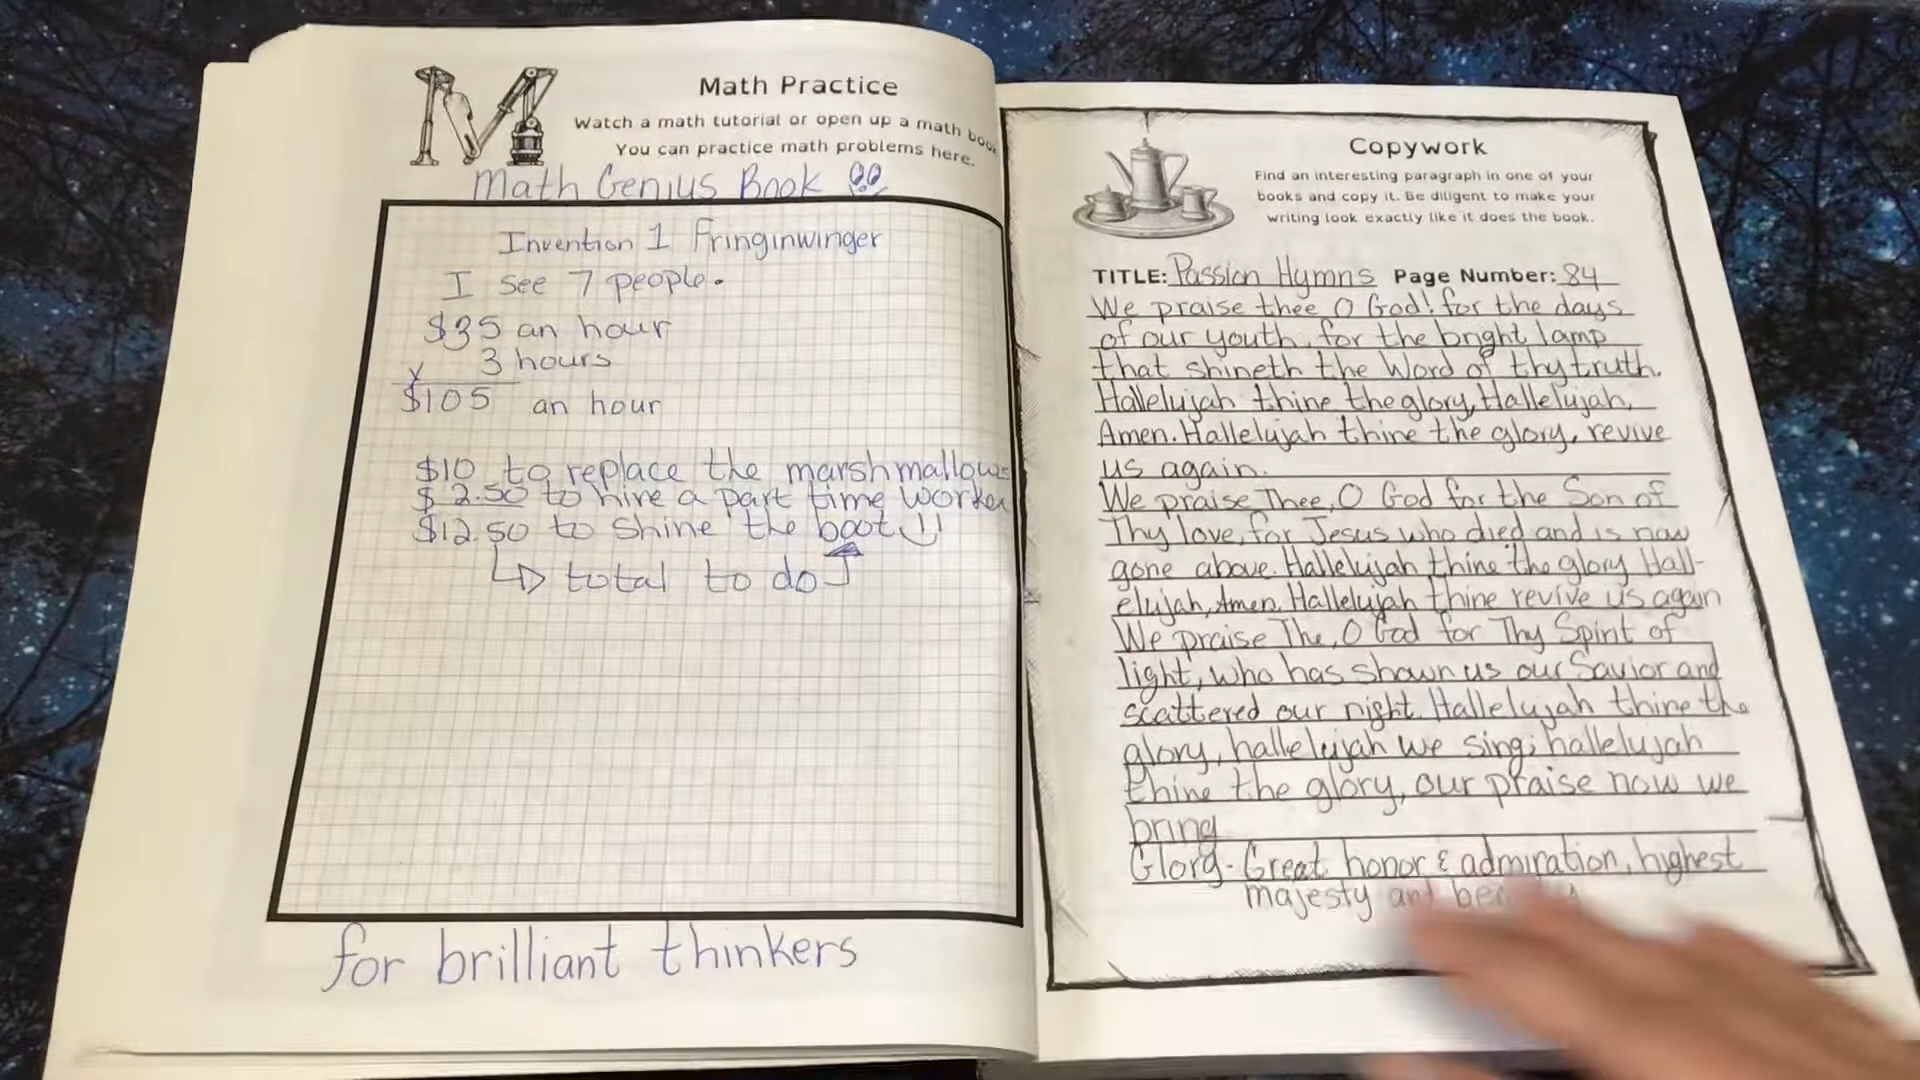 Math Practice
Watch a math tutorial or open up a math book
You can practice math problems here.
Math Genius Book
Invention 1 Fringinwinger
I see 7 people.
$35 an hour
x 3 hours
$105 an hour
$10 to replace the marshmallows
$ 2.50 to hire a part time worker
$12.50 to shine the boot
total to do
for brilliant thinkers
Copywork
Find an interesting paragraph in one of your
books and copy it. Be diligent to make your
writing look exactly like it does the book.
TITLE: Passion Hymns Page Number: 84
We praise thee O God! for the days
of our youth, for the bright lamp
that shineth the Word of thy truth.
Hallelujah thine the glory, Hallelujah,
Amen. Hallelujah thine the glory, revive
us again.
We praise Thee, O God for the Son of
Thy love, for Jesus who died and is now
gone above. Hallelujah thine the glory Hall-
elujah, Amen. Hallelujah thine revive us again
We praise The, O God for Thy Spirit of
light, who has shown us our Savior and
scattered our night. Hallelujah thine the
glory, hallelujah we sing; hallelujah
thine the glory, our praise now we
bring
Glory - Great honor & admiration, highest
majesty and